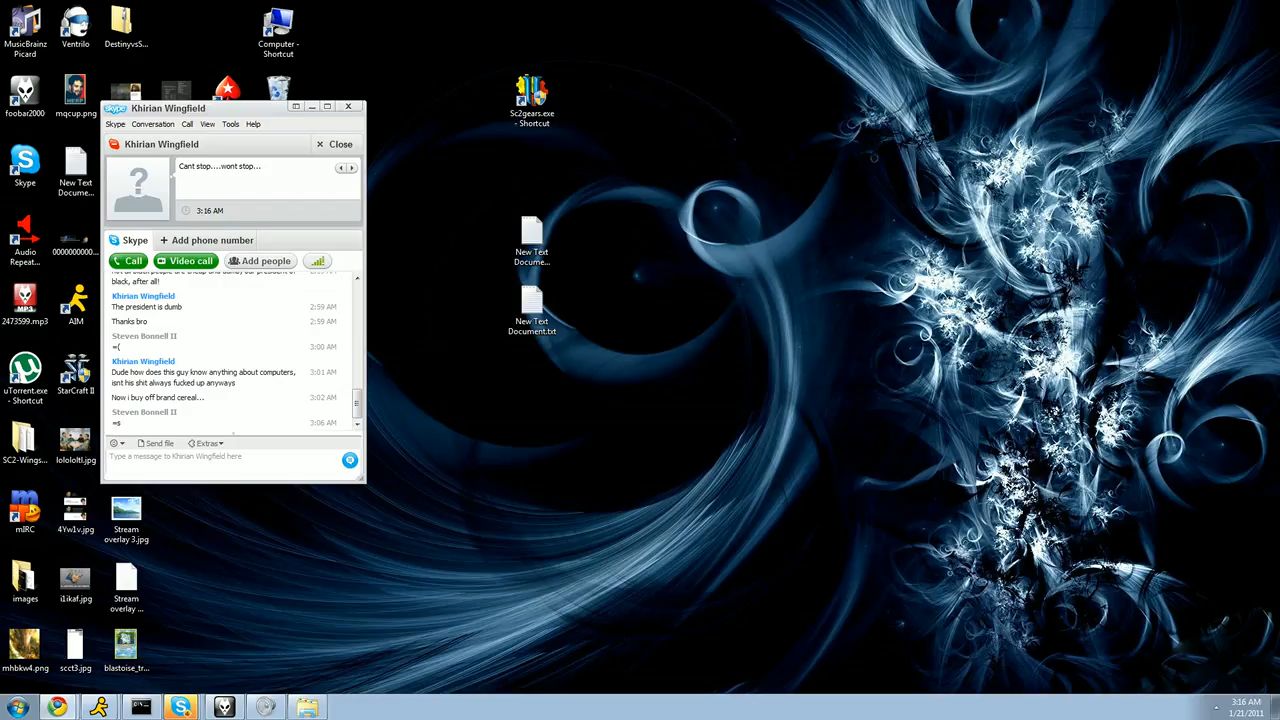 MusicBrainz
Picard
Ventrilo
DestinyvsS...
Computer -
Shortcut
foobar2000
mqcup.png
Sc2gears.exe
- Shortcut
skype
Khirian Wingfield
Skype
Conversation
Call
View
Tools
Help
Khirian Wingfield
× Close
Cant stop....wont stop...
3:16 AM
Skype
New Text
Docume...
Skype
+ Add phone number
Call
Video call
Add people
black, after all!
Khirian Wingfield
The president is dumb
2:59 AM
Thanks bro
2:59 AM
Steven Bonnell II
=(
3:00 AM
Khirian Wingfield
Dude how does this guy know anything about computers,
isnt his shit always fucked up anyways
3:01 AM
Now i buy off brand cereal...
3:02 AM
Steven Bonnell II
=s
3:06 AM
Send file
Extras
Type a message to Khirian Wingfield here
Audio
Repeat...
0000000000...
New Text
Docume...
MP3
2473599.mp3
AIM
New Text
Document.txt
uTorrent.exe
- Shortcut
StarCraft II
SC2-Wings...
lolololtl.jpg
mIRC
4Yw1v.jpg
Stream
overlay 3.jpg
images
i1ikaf.jpg
Stream
overlay ...
mhbkw4.png
scct3.jpg
blastoise_tr...
3:16 AM
1/21/2011